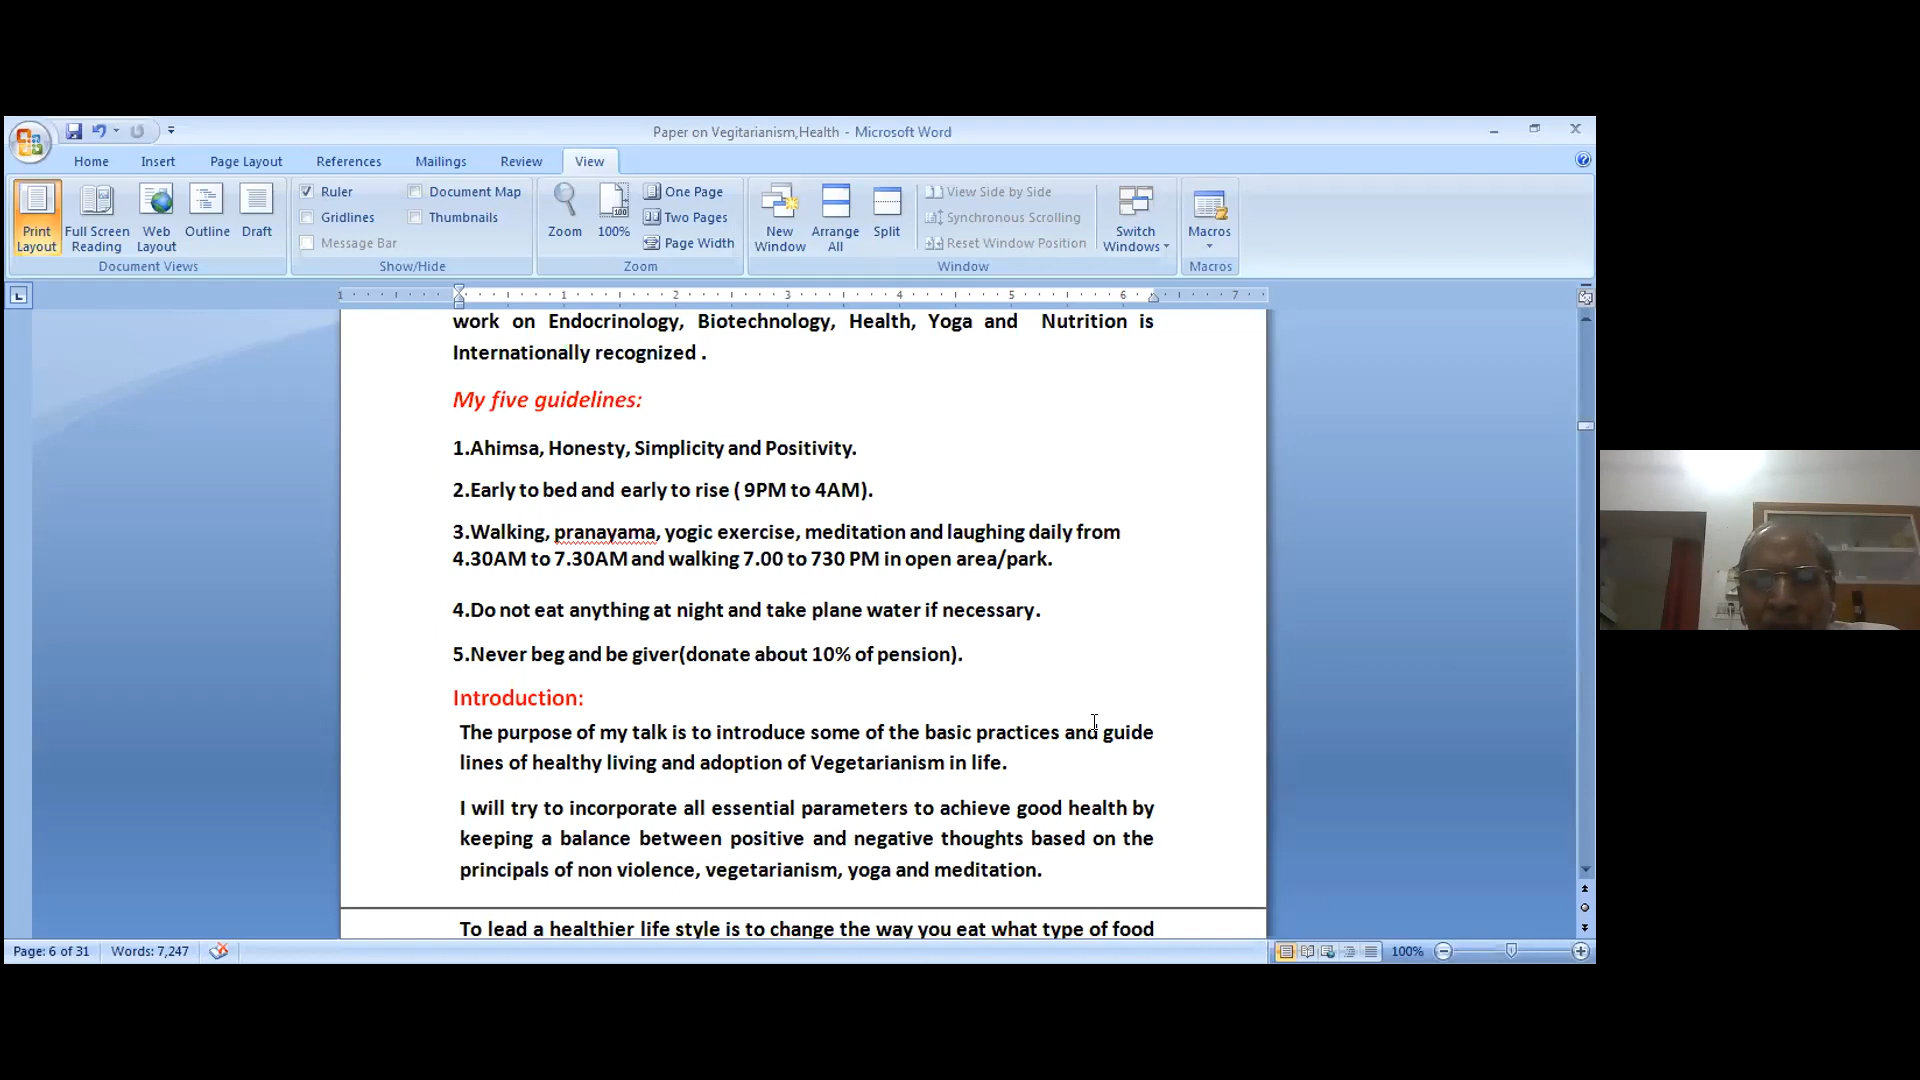 Paper on Vegitarianism,Health - Microsoft Word
Home Insert Page Layout References Mailings Review View
Print Layout
Full Screen Reading
Web Layout
Outline
Draft
Document Views
Ruler
Gridlines
Message Bar
Document Map
Thumbnails
Show/Hide
Zoom
100%
One Page
Two Pages
Page Width
Zoom
New Window
Arrange All
Split
View Side by Side
Synchronous Scrolling
Reset Window Position
Switch Windows
Window
Macros
Macros
1 1 2 3 4 5 6 7
work on Endocrinology, Biotechnology, Health, Yoga and Nutrition is
Internationally recognized .
My five guidelines:
1.Ahimsa, Honesty, Simplicity and Positivity.
2.Early to bed and early to rise ( 9PM to 4AM).
3.Walking, pranayama, yogic exercise, meditation and laughing daily from
4.30AM to 7.30AM and walking 7.00 to 730 PM in open area/park.
4.Do not eat anything at night and take plane water if necessary.
5.Never beg and be giver(donate about 10% of pension).
Introduction:
The purpose of my talk is to introduce some of the basic practices and guide
lines of healthy living and adoption of Vegetarianism in life.
I will try to incorporate all essential parameters to achieve good health by
keeping a balance between positive and negative thoughts based on the
principals of non violence, vegetarianism, yoga and meditation.
To lead a healthier life style is to change the way you eat what type of food
Page: 6 of 31 Words: 7,247 100%